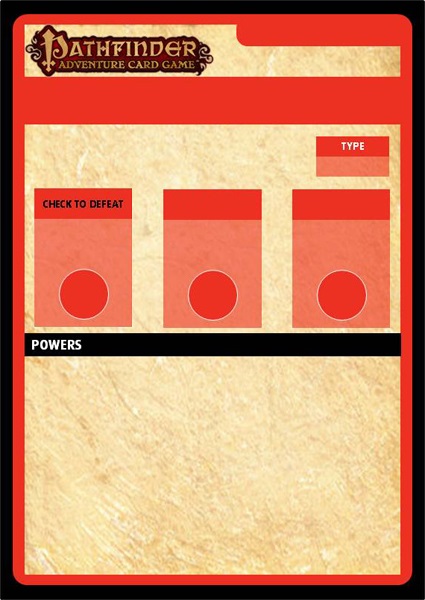 PATHFINDER
ADVENTURE CARD GAME
TYPE
CHECK TO DEFEAT
POWERS